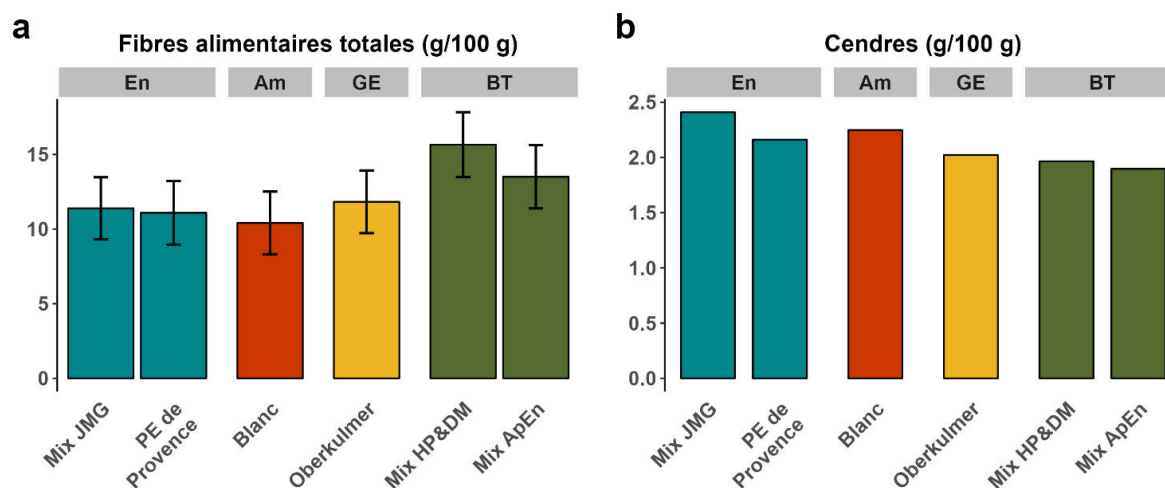 a
Fibres alimentaires totales (g/100 g)
En
Am
GE
BT
15
10
5
0
Mix JMG
PE de
Provence
Blanc
Oberkulmer
Mix HP&DM
Mix ApEn
b
Cendres (g/100 g)
En
Am
GE
BT
2.5
2.0
1.5
1.0
0.5
0.0
Mix JMG
PE de
Provence
Blanc
Oberkulmer
Mix HP&DM
Mix ApEn